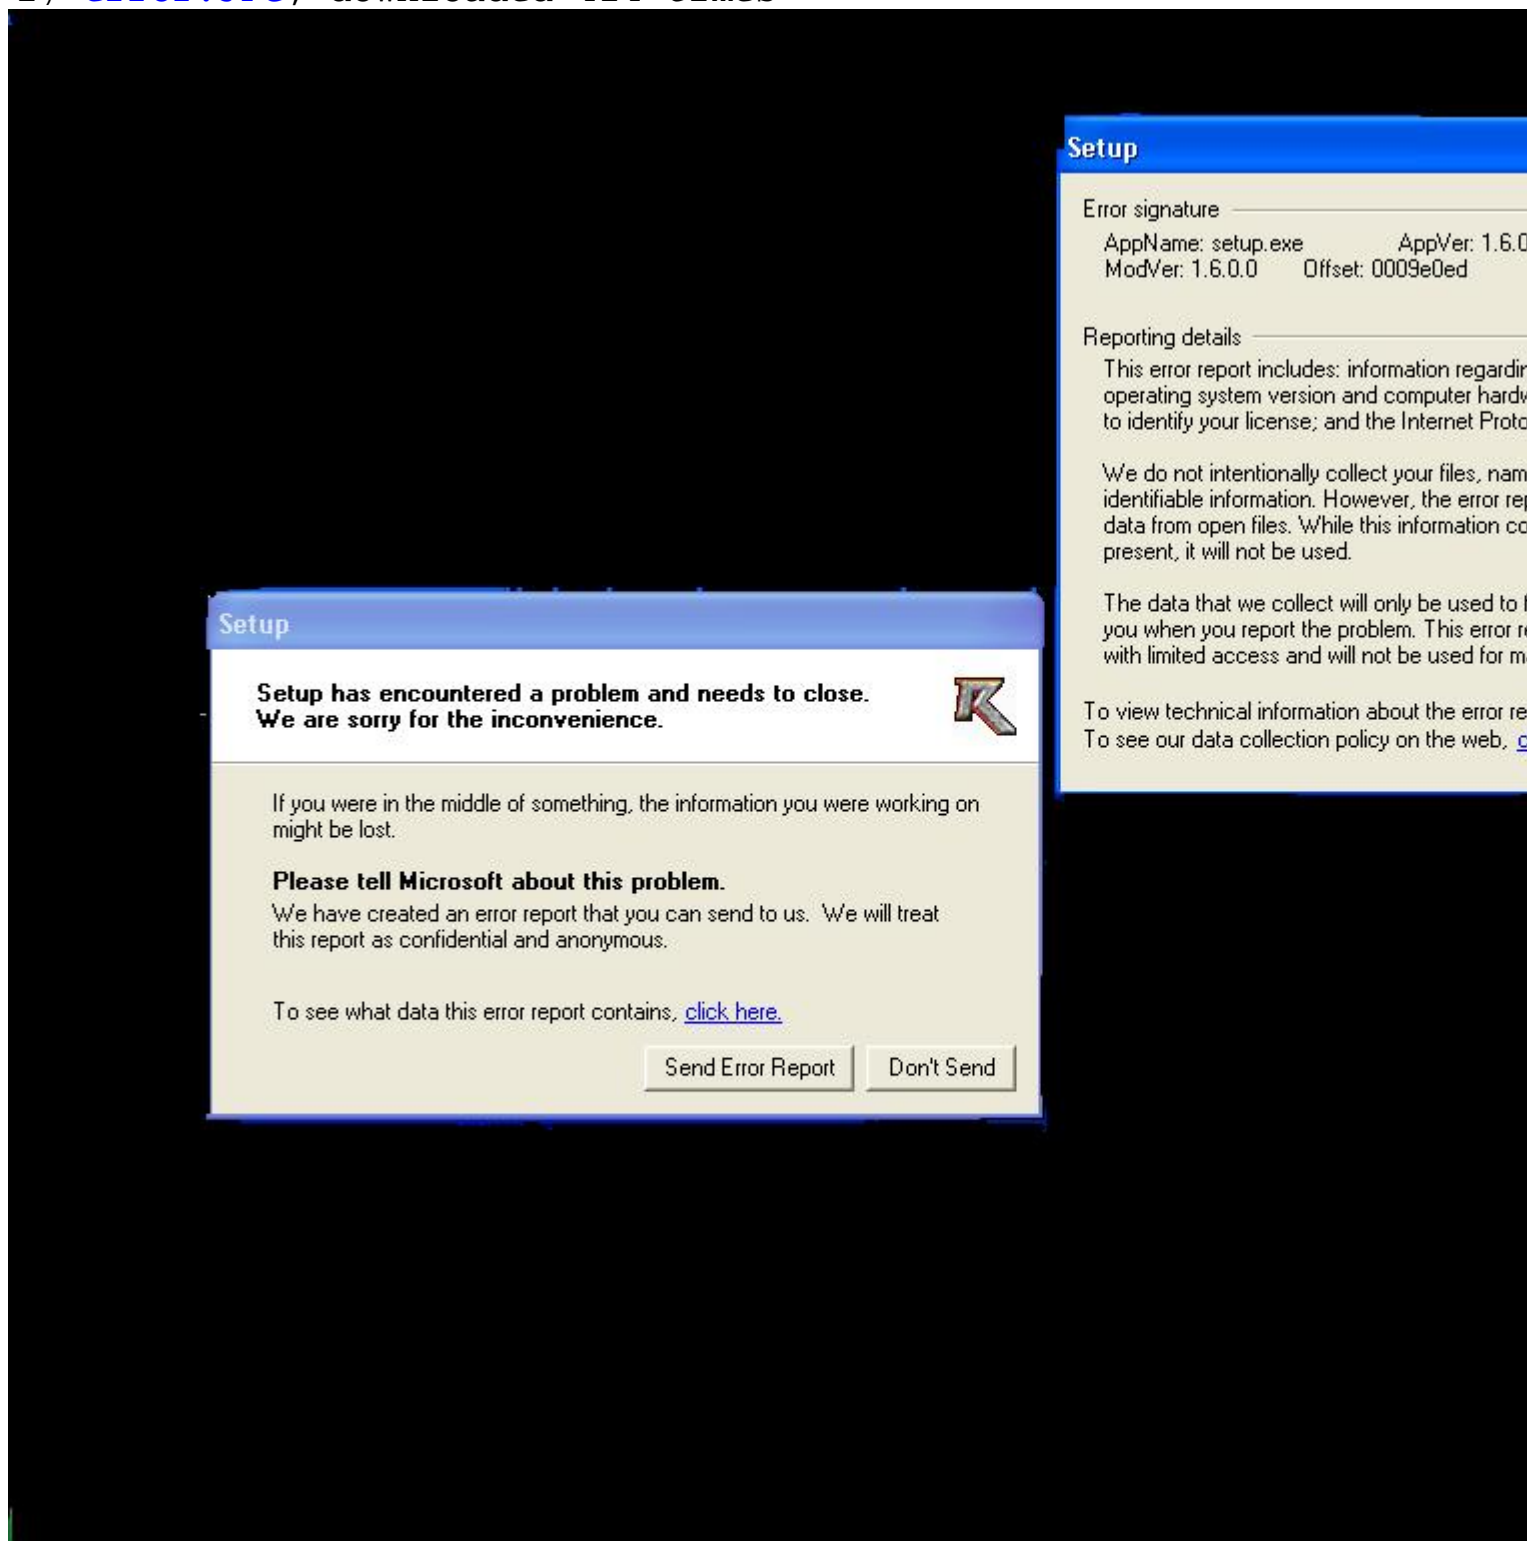 Setup
Error signature
AppName: setup.exe AppVer: 1.6.0
ModVer: 1.6.0.0 Offset: 0009e0ed
Reporting details
This error report includes: information
operating system version and computer
to identify your license; and the Internet
We do not intentionally collect your files,
identifiable information. However, the error
data from open files. While this information
present, it will not be used.
The data that we collect will only be used to
you when you report the problem. This error
with limited access and will not be used for
To view technical information about the error
To see our data collection policy on the web,
Setup
Setup has encountered a problem and needs to close.
We are sorry for the inconvenience.
If you were in the middle of something, the information you were working on
might be lost.
Please tell Microsoft about this problem.
We have created an error report that you can send to us. We will treat
this report as confidential and anonymous.
To see what data this error report contains, click here.
Send Error Report Don't Send